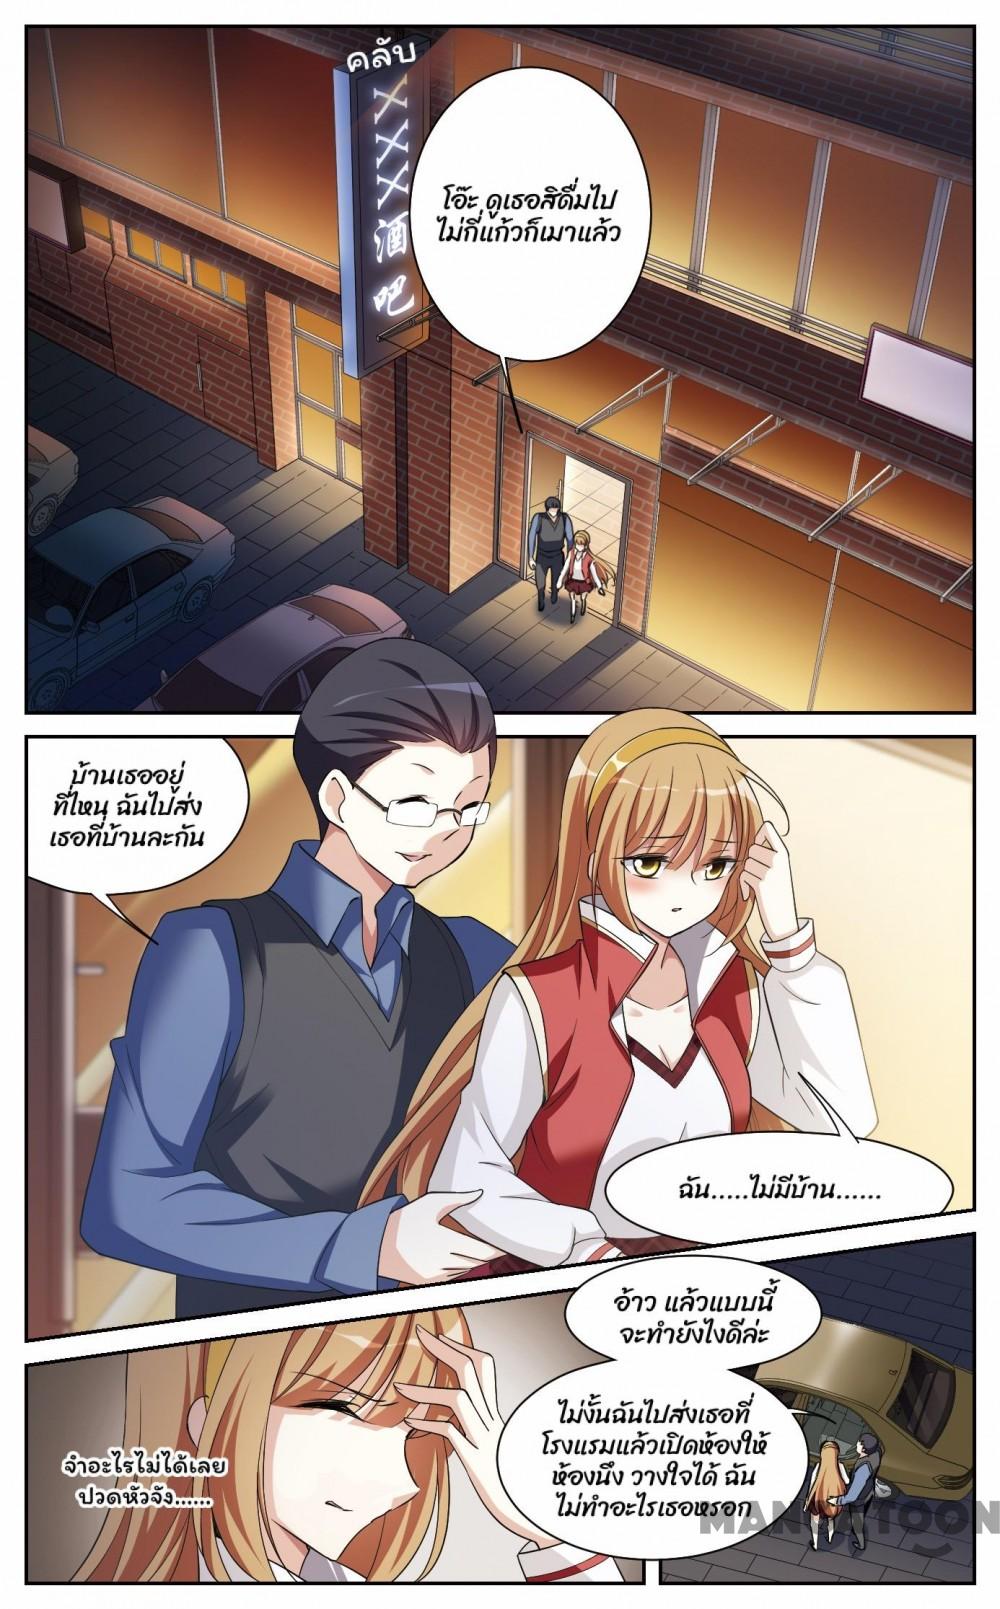 คลับ
XXXX酒吧
โอ๊ะ ดูเธอสิดื่มไป
ไม่กี่แก้วก็เมาแล้ว
บ้านเธออยู่
ที่ไหน ฉันไปส่ง
เธอที่บ้านละกัน
ฉัน.....ไม่มีบ้าน......
อ้าว แล้วแบบนี้
จะทำยังไงดีล่ะ
ไม่งั้นฉันไปส่งเธอที่
โรงแรมแล้วเปิดห้องให้
ห้องนึง วางใจได้ ฉัน
ไม่ทำอะไรเธอหรอก
จำอะไรไม่ได้เลย
ปวดหัวจัง......
MANGATOON